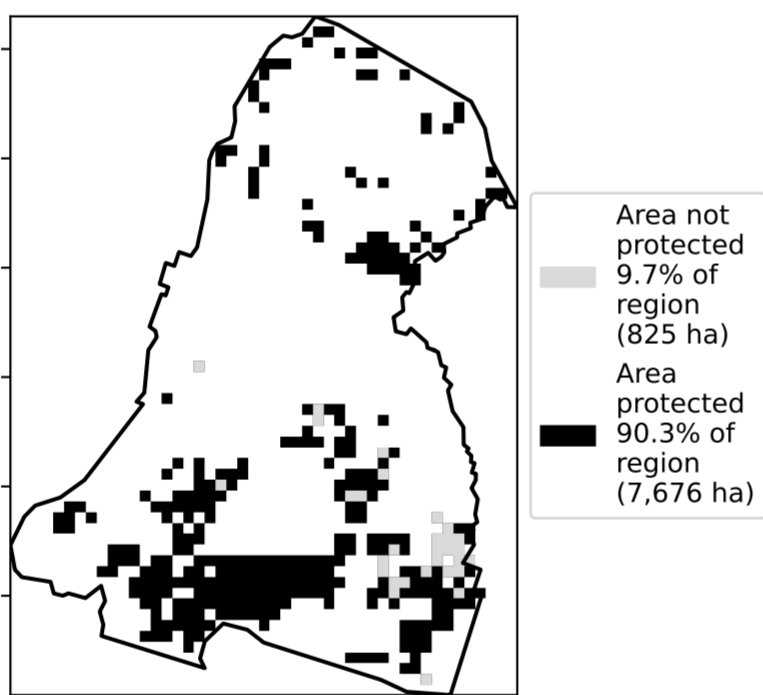 Area not
protected
9.7% of
region
(825 ha)
Area
protected
90.3% of
region
(7,676 ha)